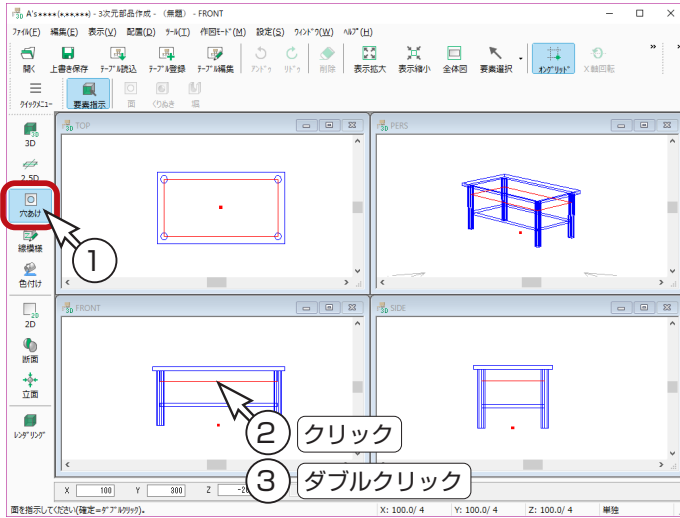 A's****(*,**,***) - 3次元部品作成 - （無題） - FRONT
ファイル(F) 編集(E) 表示(V) 配置(D) ツール(T) 作図モード(M) 設定(S) ウィンドウ(W) ヘルプ(H)
開く 上書き保存 テーブル読込 テーブル登録 テーブル編集 アンドゥ リドゥ 削除 表示拡大 表示縮小 全体図 要素選択 オングリッド X軸回転 »
クイックメニュー 要素指示 面 くりぬき 堀
3D
2.5D
穴あけ
線模様
色付け
2D
断面
立面
レンダリング
TOP
PERS
FRONT
SIDE
①
② クリック
③ ダブルクリック
X 100 Y 300 Z
面を指示してください(確定=ダブルクリック)。 X: 100.0/ 4 Y: 100.0/ 4 Z: 100.0/ 4 単独